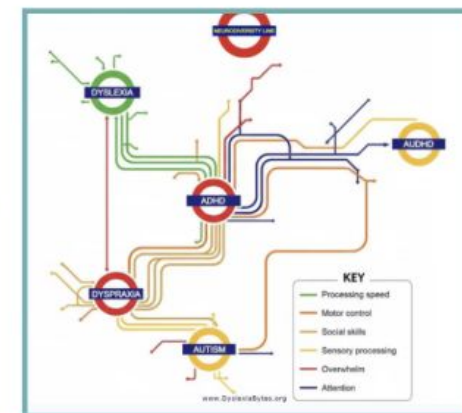 NEURODIVERSITY LINKS
DYSLEXIA
AUDHD
ADHD
DYSPRAXIA
AUTISM
KEY
Processing speed
Motor control
Social skills
Sensory processing
Overwhelm
Attention
www.DyslexiaBytes.org